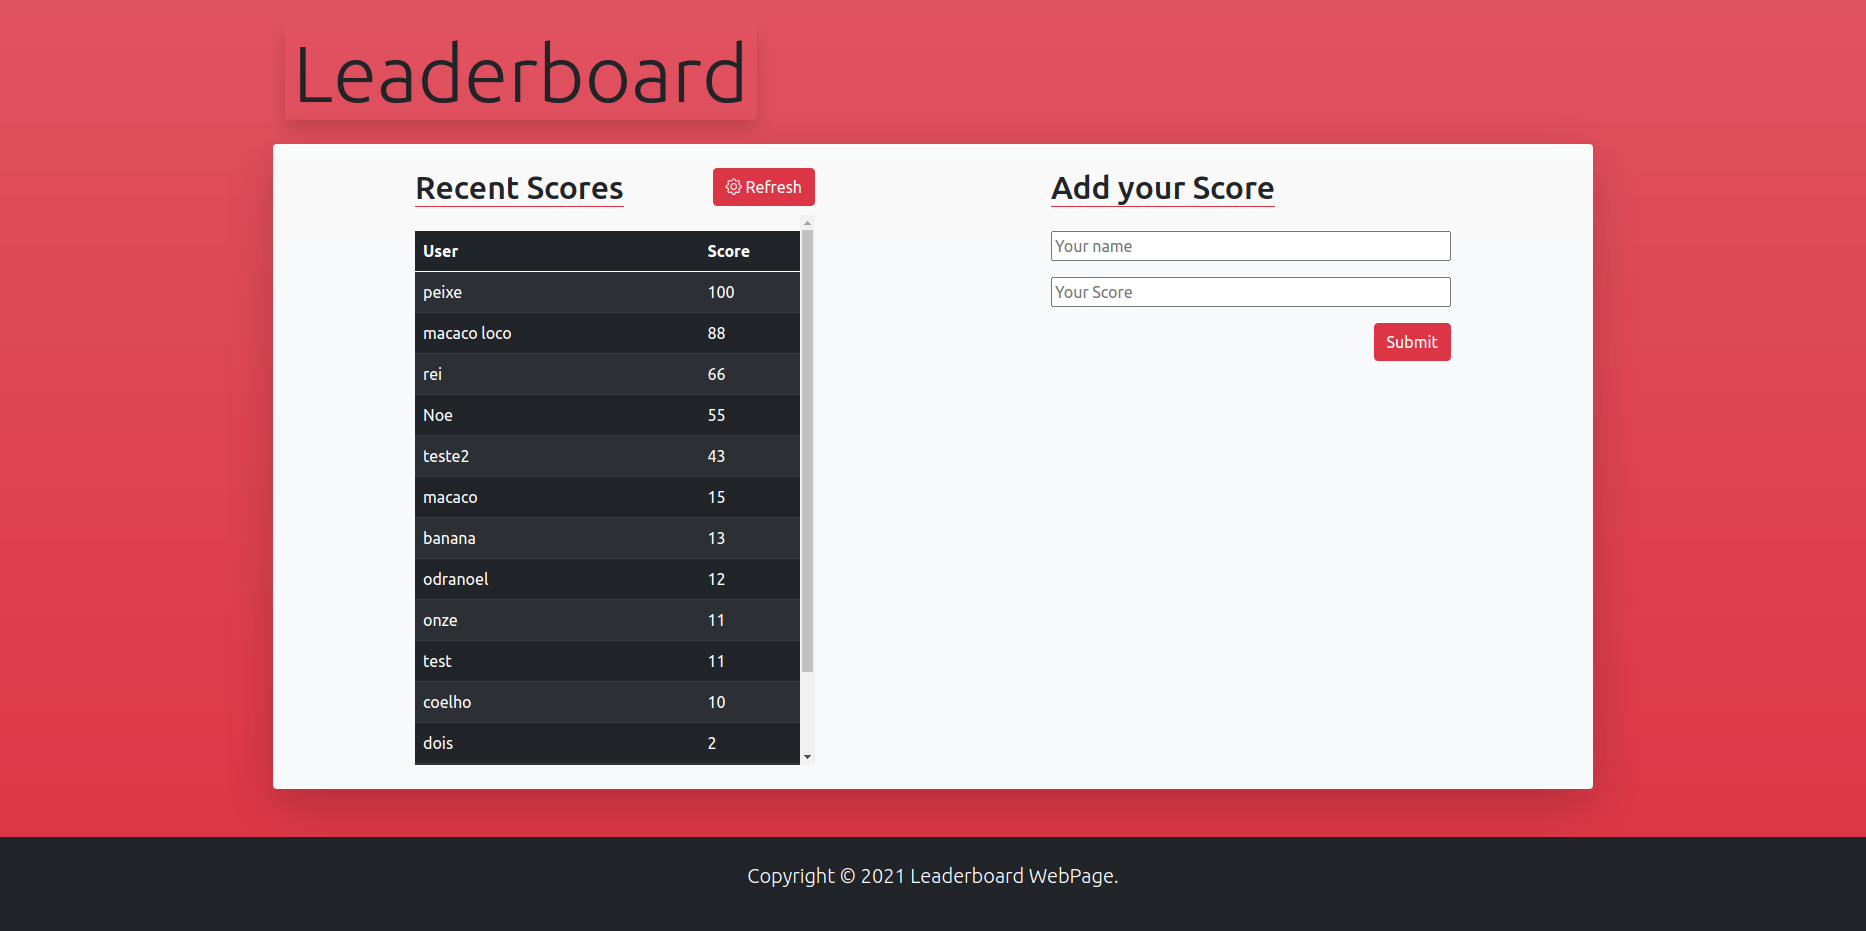 Leaderboard
Recent Scores
Refresh
User Score
peixe 100
macaco loco 88
rei 66
Noe 55
teste2 43
macaco 15
banana 13
odranoel 12
onze 11
test 11
coelho 10
dois 2
Add your Score
Your name
Your Score
Submit
Copyright © 2021 Leaderboard WebPage.